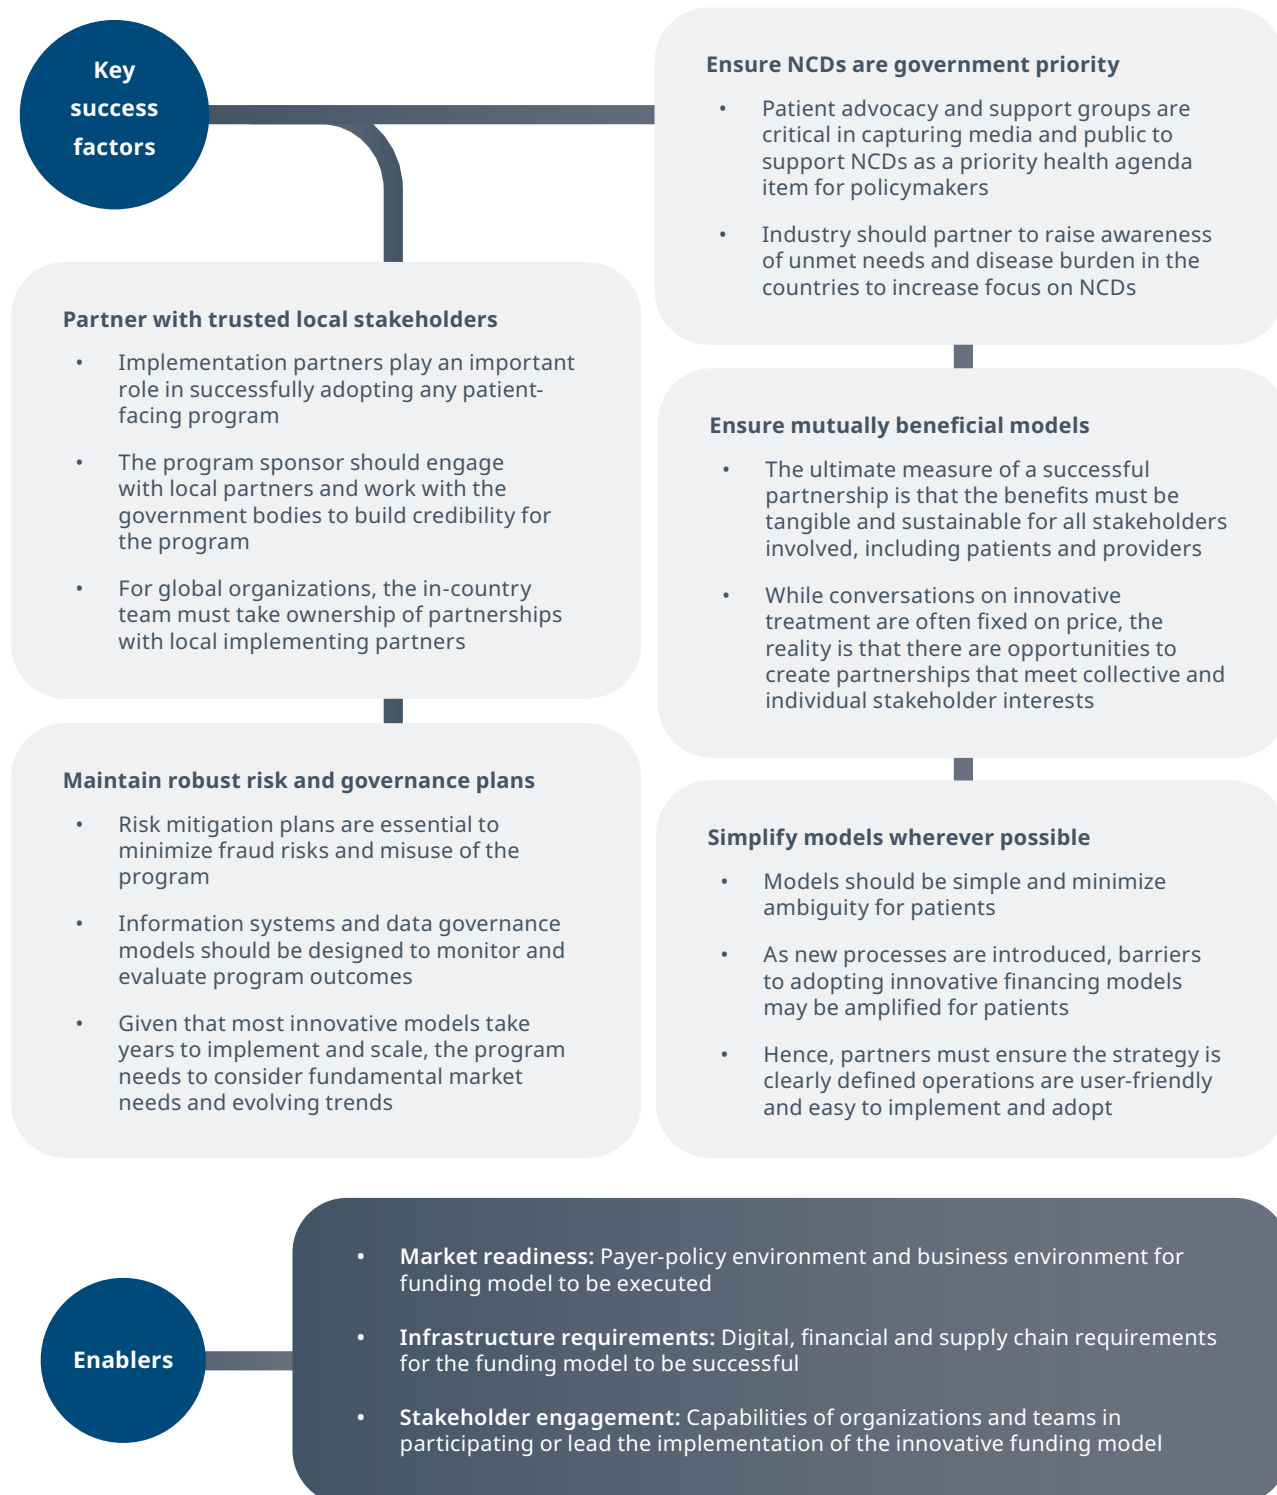 Key
success
factors
Ensure NCDs are government priority
• Patient advocacy and support groups are
critical in capturing media and public to
support NCDs as a priority health agenda
item for policymakers
• Industry should partner to raise awareness
of unmet needs and disease burden in the
countries to increase focus on NCDs
Partner with trusted local stakeholders
• Implementation partners play an important
role in successfully adopting any patient-
facing program
• The program sponsor should engage
with local partners and work with the
government bodies to build credibility for
the program
• For global organizations, the in-country
team must take ownership of partnerships
with local implementing partners
Ensure mutually beneficial models
• The ultimate measure of a successful
partnership is that the benefits must be
tangible and sustainable for all stakeholders
involved, including patients and providers
• While conversations on innovative
treatment are often fixed on price, the
reality is that there are opportunities to
create partnerships that meet collective and
individual stakeholder interests
Maintain robust risk and governance plans
• Risk mitigation plans are essential to
minimize fraud risks and misuse of the
program
• Information systems and data governance
models should be designed to monitor and
evaluate program outcomes
• Given that most innovative models take
years to implement and scale, the program
needs to consider fundamental market
needs and evolving trends
Simplify models wherever possible
• Models should be simple and minimize
ambiguity for patients
• As new processes are introduced, barriers
to adopting innovative financing models
may be amplified for patients
• Hence, partners must ensure the strategy is
clearly defined operations are user-friendly
and easy to implement and adopt
Enablers
• Market readiness: Payer-policy environment and business environment for
funding model to be executed
• Infrastructure requirements: Digital, financial and supply chain requirements
for the funding model to be successful
• Stakeholder engagement: Capabilities of organizations and teams in
participating or lead the implementation of the innovative funding model